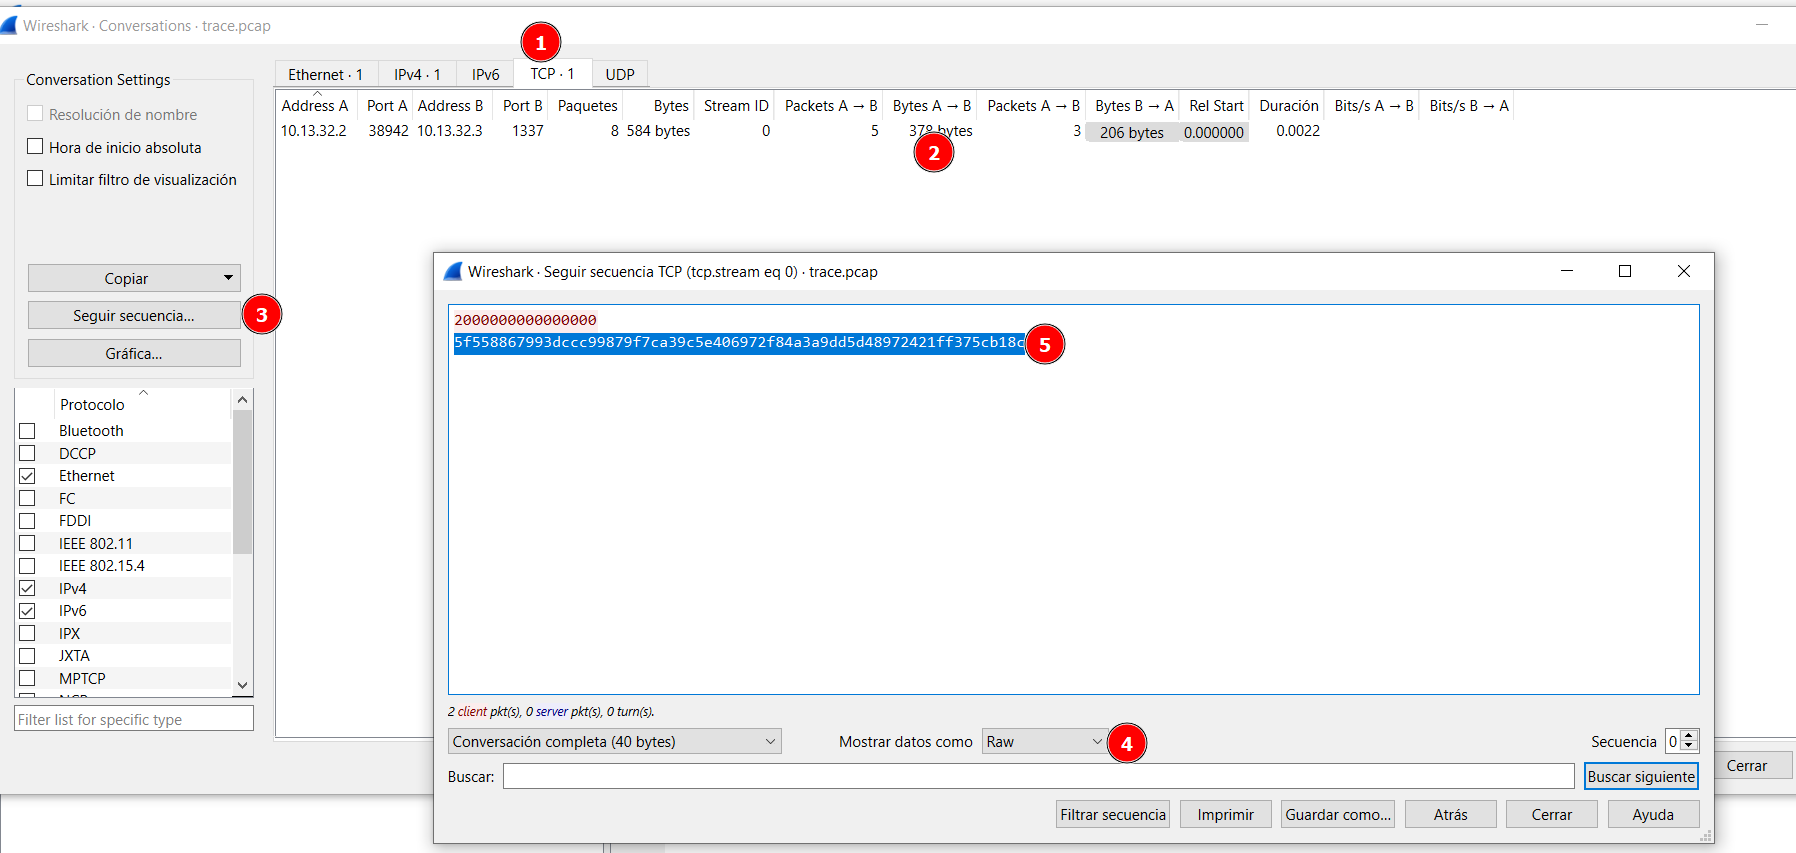 Wireshark · Conversations · trace.pcap
1
Conversation Settings
Resolución de nombre
Hora de inicio absoluta
Limitar filtro de visualización
Copiar
Seguir secuencia...
3
Gráfica...
Protocolo
Bluetooth
DCCP
Ethernet
FC
FDDI
IEEE 802.11
IEEE 802.15.4
IPv4
IPv6
IPX
JXTA
MPTCP
Filter list for specific type
Ethernet · 1 IPv4 · 1 IPv6 TCP · 1 UDP
Address A Port A Address B Port B Paquetes Bytes Stream ID Packets A → B Bytes A → B Packets A → B Bytes B → A Rel Start Duración Bits/s A → B Bits/s B → A
10.13.32.2 38942 10.13.32.3 1337 8 584 bytes 0 5 378 bytes 3 206 bytes 0.000000 0.0022
2
Wireshark · Seguir secuencia TCP (tcp.stream eq 0) · trace.pcap
2000000000000000
5f558867993dccc99879f7ca39c5e406972f84a3a9dd5d48972421ff375cb18c
5
2 client pkt(s), 0 server pkt(s), 0 turn(s).
Conversación completa (40 bytes) Mostrar datos como Raw 4 Secuencia 0
Buscar: Buscar siguiente
Filtrar secuencia Imprimir Guardar como... Atrás Cerrar Ayuda
Cerrar